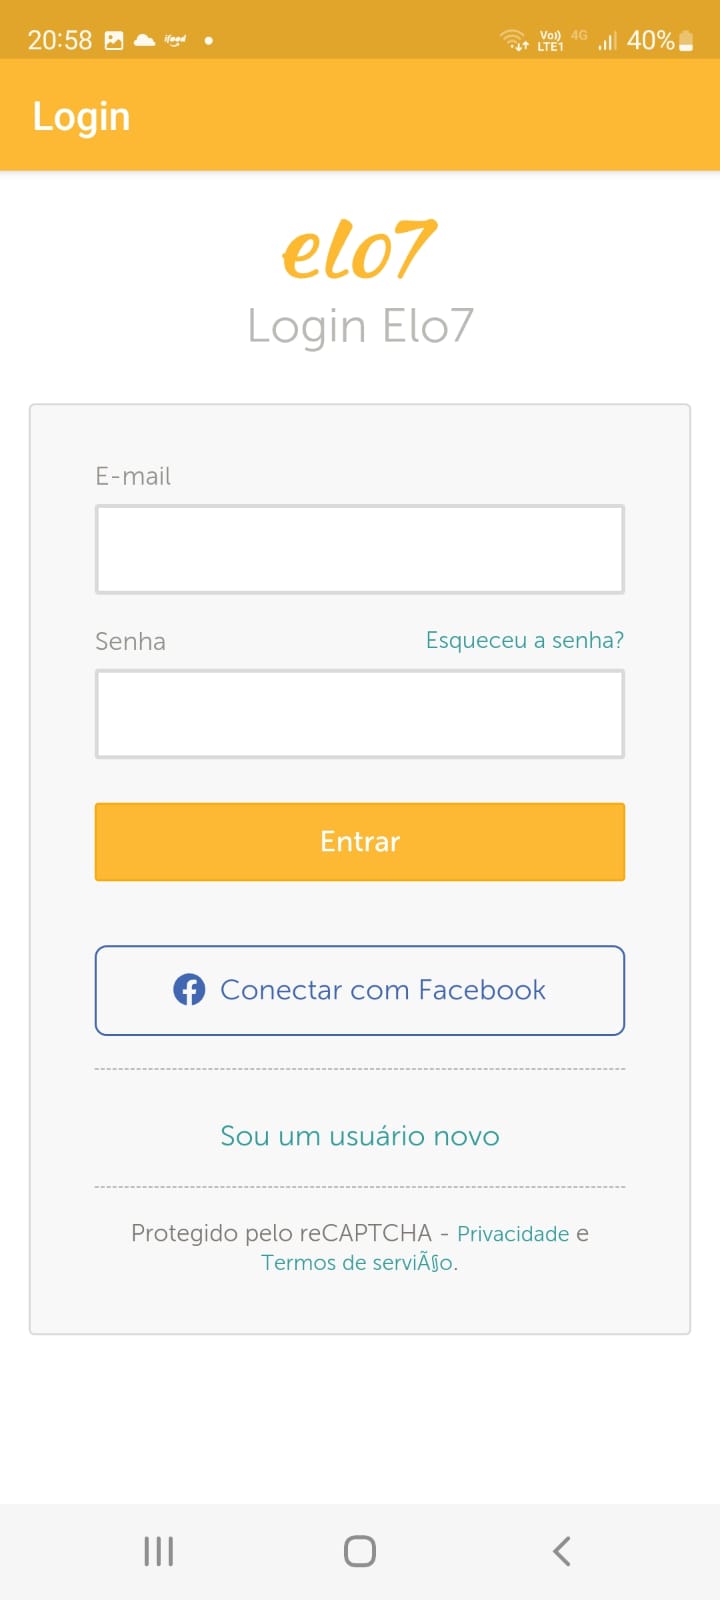 20:58 ifood Vo)) LTE1 4G 40%
Login
elo7
Login Elo7
E-mail
Senha Esqueceu a senha?
Entrar
Conectar com Facebook
Sou um usuário novo
Protegido pelo reCAPTCHA - Privacidade e
Termos de serviÃ§o.